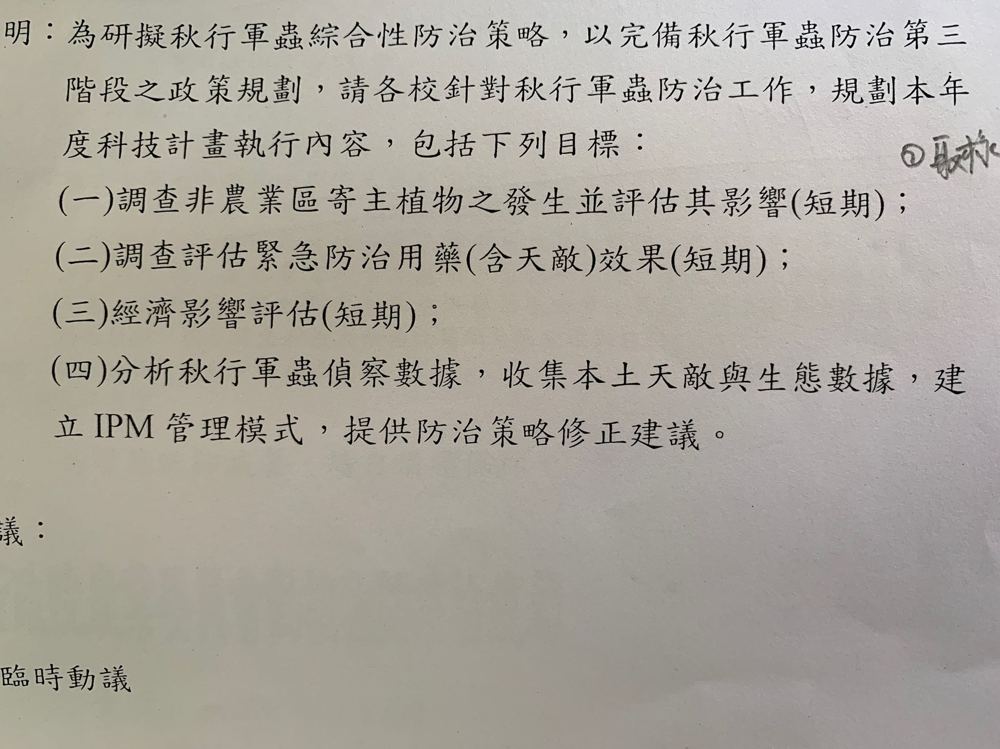 明：為研擬秋行軍蟲綜合性防治策略，以完備秋行軍蟲防治第三
階段之政策規劃，請各校針對秋行軍蟲防治工作，規劃本年
度科技計畫執行內容，包括下列目標：
(一)調查非農業區寄主植物之發生並評估其影響(短期)；
(二)調查評估緊急防治用藥(含天敵)效果(短期)；
(三)經濟影響評估(短期)；
(四)分析秋行軍蟲偵察數據，收集本土天敵與生態數據，建
立 IPM 管理模式，提供防治策略修正建議。
議：
臨時動議